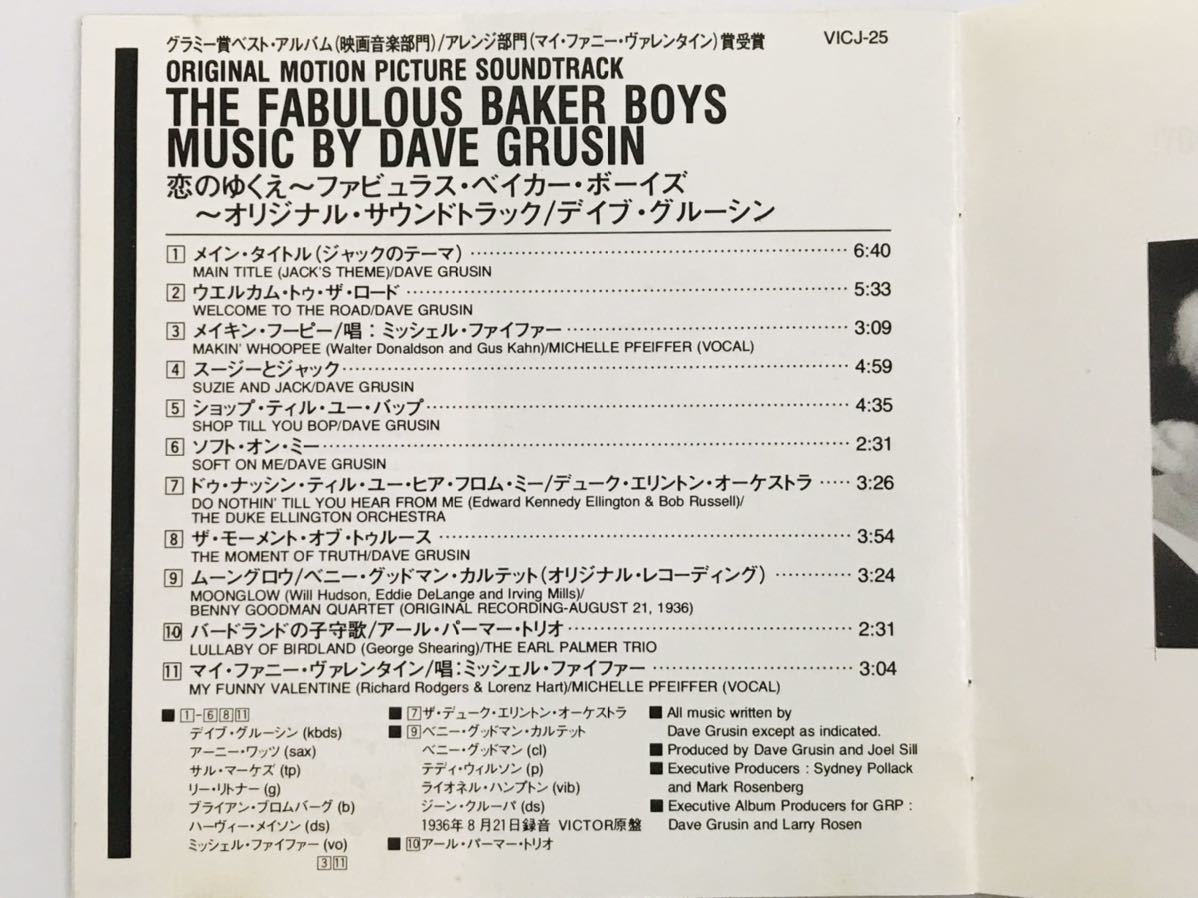 グラミー賞ベスト・アルバム(映画音楽部門)/アレンジ部門(マイ・ファニー・ヴァレンタイン)賞受賞
VICJ-25
ORIGINAL MOTION PICTURE SOUNDTRACK
THE FABULOUS BAKER BOYS
MUSIC BY DAVE GRUSIN
恋のゆくえ〜ファビュラス・ベイカー・ボーイズ
〜オリジナル・サウンドトラック/デイブ・グルーシン
1 メイン・タイトル(ジャックのテーマ) 6:40
MAIN TITLE (JACK'S THEME)/DAVE GRUSIN
2 ウエルカム・トゥ・ザ・ロード 5:33
WELCOME TO THE ROAD/DAVE GRUSIN
3 メイキン・フーピー/唱：ミッシェル・ファイファー 3:09
MAKIN' WHOOPEE (Walter Donaldson and Gus Kahn)/MICHELLE PFEIFFER (VOCAL)
4 スージーとジャック 4:59
SUZIE AND JACK/DAVE GRUSIN
5 ショップ・ティル・ユー・バップ 4:35
SHOP TILL YOU BOP/DAVE GRUSIN
6 ソフト・オン・ミー 2:31
SOFT ON ME/DAVE GRUSIN
7 ドゥ・ナッシン・ティル・ユー・ヒア・フロム・ミー/デューク・エリントン・オーケストラ 3:26
DO NOTHIN' TILL YOU HEAR FROM ME (Edward Kennedy Ellington & Bob Russell)/
THE DUKE ELLINGTON ORCHESTRA
8 ザ・モーメント・オブ・トゥルース 3:54
THE MOMENT OF TRUTH/DAVE GRUSIN
9 ムーングロウ/ベニー・グッドマン・カルテット(オリジナル・レコーディング) 3:24
MOONGLOW (Will Hudson, Eddie DeLange and Irving Mills)/
BENNY GOODMAN QUARTET (ORIGINAL RECORDING-AUGUST 21, 1936)
10 バードランドの子守歌/アール・パーマー・トリオ 2:31
LULLABY OF BIRDLAND (George Shearing)/THE EARL PALMER TRIO
11 マイ・ファニー・ヴァレンタイン/唱：ミッシェル・ファイファー 3:04
MY FUNNY VALENTINE (Richard Rodgers & Lorenz Hart)/MICHELLE PFEIFFER (VOCAL)
■ 1-6 8 11
デイブ・グルーシン (kbds)
アーニー・ワッツ (sax)
サル・マーケズ (tp)
リー・リトナー (g)
ブライアン・ブロムバーグ (b)
ハーヴィー・メイソン (ds)
ミッシェル・ファイファー (vo)
3 11
■ 7 ザ・デューク・エリントン・オーケストラ
■ 9 ベニー・グッドマン・カルテット
ベニー・グッドマン (cl)
テディ・ウィルソン (p)
ライオネル・ハンプトン (vib)
ジーン・クルーパ (ds)
1936年8月21日録音 VICTOR原盤
■ 10 アール・パーマー・トリオ
■ All music written by
Dave Grusin except as indicated.
■ Produced by Dave Grusin and Joel Sill
■ Executive Producers : Sydney Pollack
and Mark Rosenberg
■ Executive Album Producers for GRP :
Dave Grusin and Larry Rosen